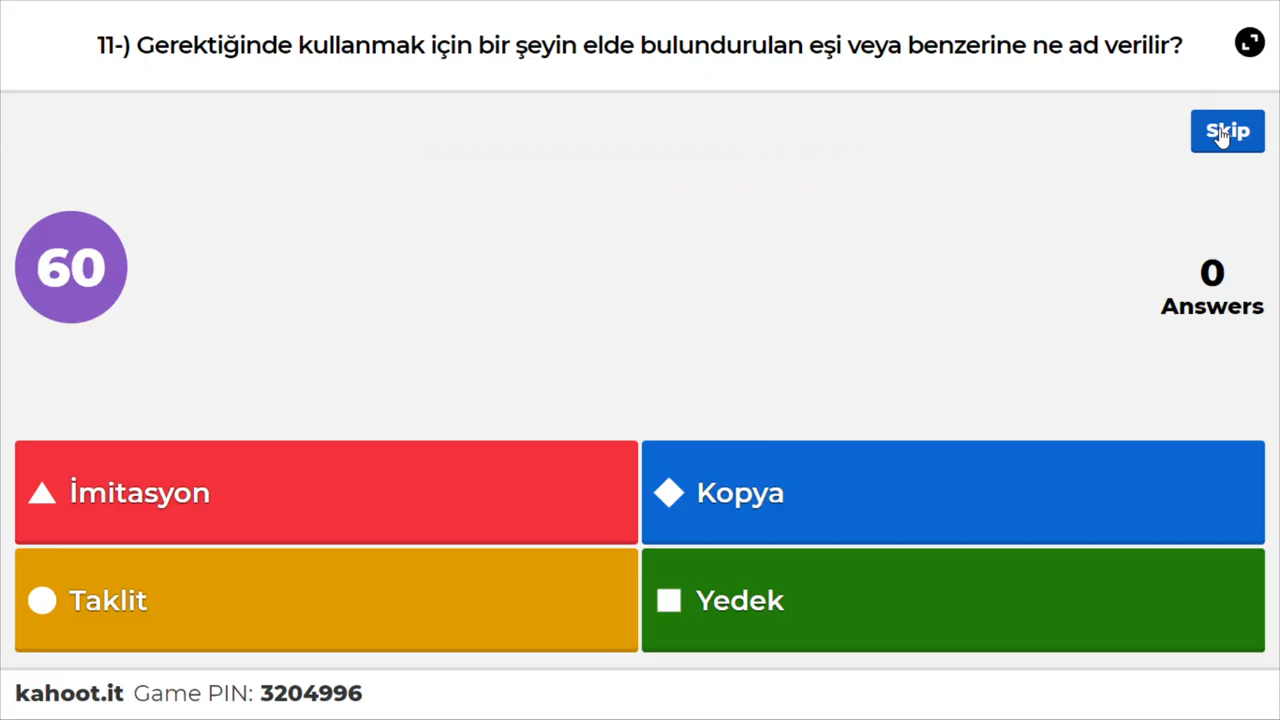 11-) Gerektiğinde kullanmak için bir şeyin elde bulundurulan eşi veya benzerine ne ad verilir?
Skip
60
0
Answers
İmitasyon
Kopya
Taklit
Yedek
kahoot.it Game PIN: 3204996